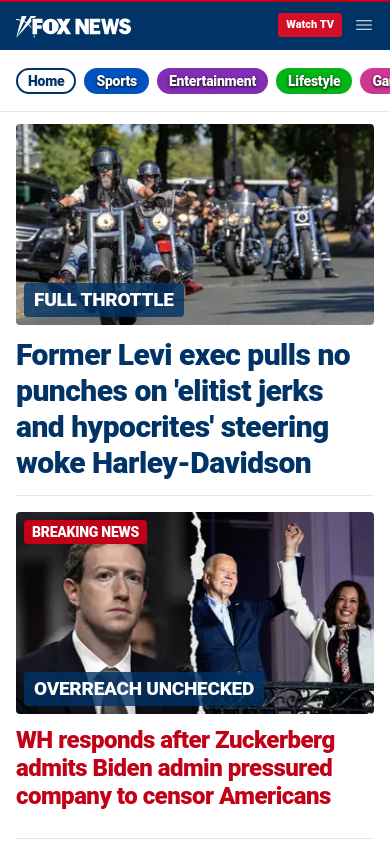 FOX NEWS
Watch TV
Home
Sports
Entertainment
Lifestyle
FULL THROTTLE
Former Levi exec pulls no
punches on 'elitist jerks
and hypocrites' steering
woke Harley-Davidson
BREAKING NEWS
OVERREACH UNCHECKED
WH responds after Zuckerberg
admits Biden admin pressured
company to censor Americans